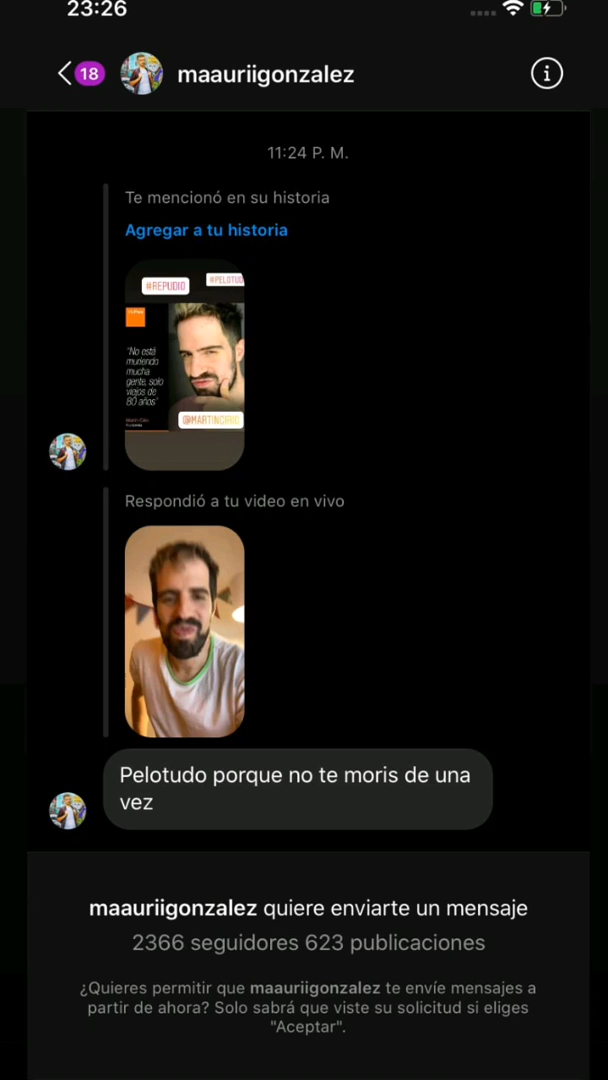 23:26
18
maauriigonzalez
11:24 P. M.
Te mencionó en su historia
Agregar a tu historia
#REPUDIO
#PELOTUD
"No está
muriendo
mucha
gente, solo
viejos de
80 años"
@MARTINCIRIO
Respondió a tu video en vivo
Pelotudo porque no te moris de una
vez
maauriigonzalez quiere enviarte un mensaje
2366 seguidores 623 publicaciones
¿Quieres permitir que maauriigonzalez te envíe mensajes a
partir de ahora? Solo sabrá que viste su solicitud si eliges
"Aceptar".